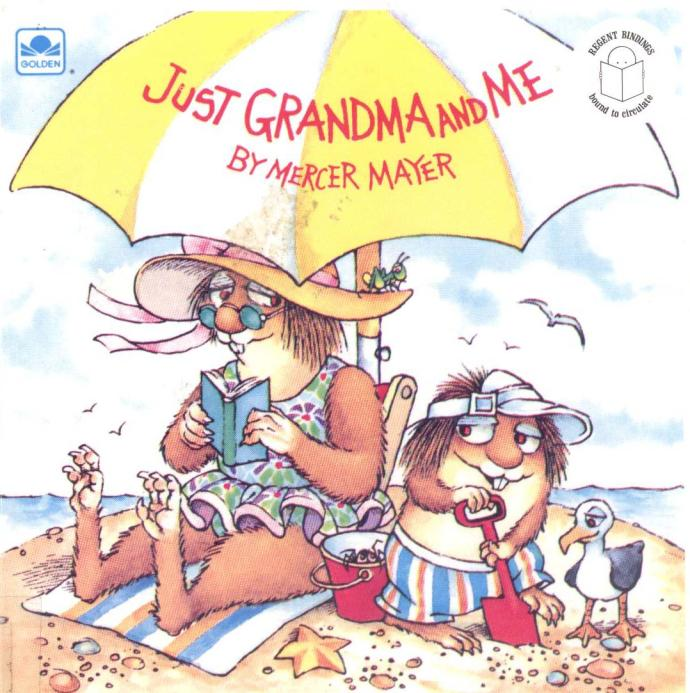 GOLDEN
REGENT BINDINGS
bound to circulate
JUST GRANDMA AND ME
BY MERCER MAYER